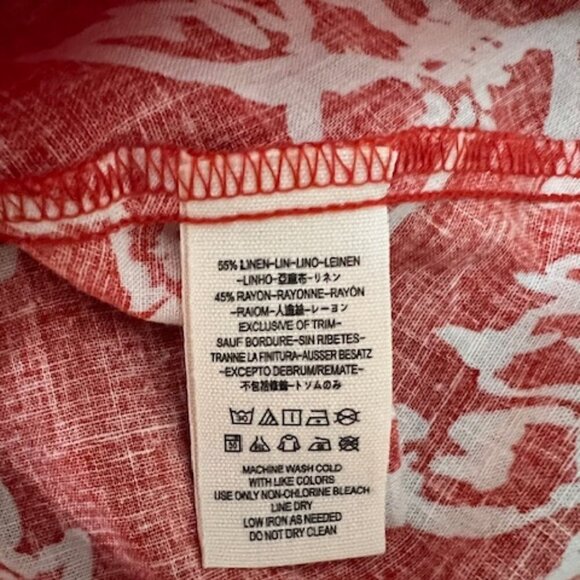 55% LINEN-LIN-LINO-LEINEN
-LINHO-亞麻布-リネン
45% RAYON-RAYONNE-RAYÓN
-RAIOM-人造絲-レーヨン
EXCLUSIVE OF TRIM-
SAUF BORDURE-SIN RIBETES-
TRANNE LA FINITURA-AUSSER BESATZ
-EXCEPTO DEBRUM/REMATE-
不包括修飾-トリムのみ
MACHINE WASH COLD
WITH LIKE COLORS
USE ONLY NON-CHLORINE BLEACH
LINE DRY
LOW IRON AS NEEDED
DO NOT DRY CLEAN